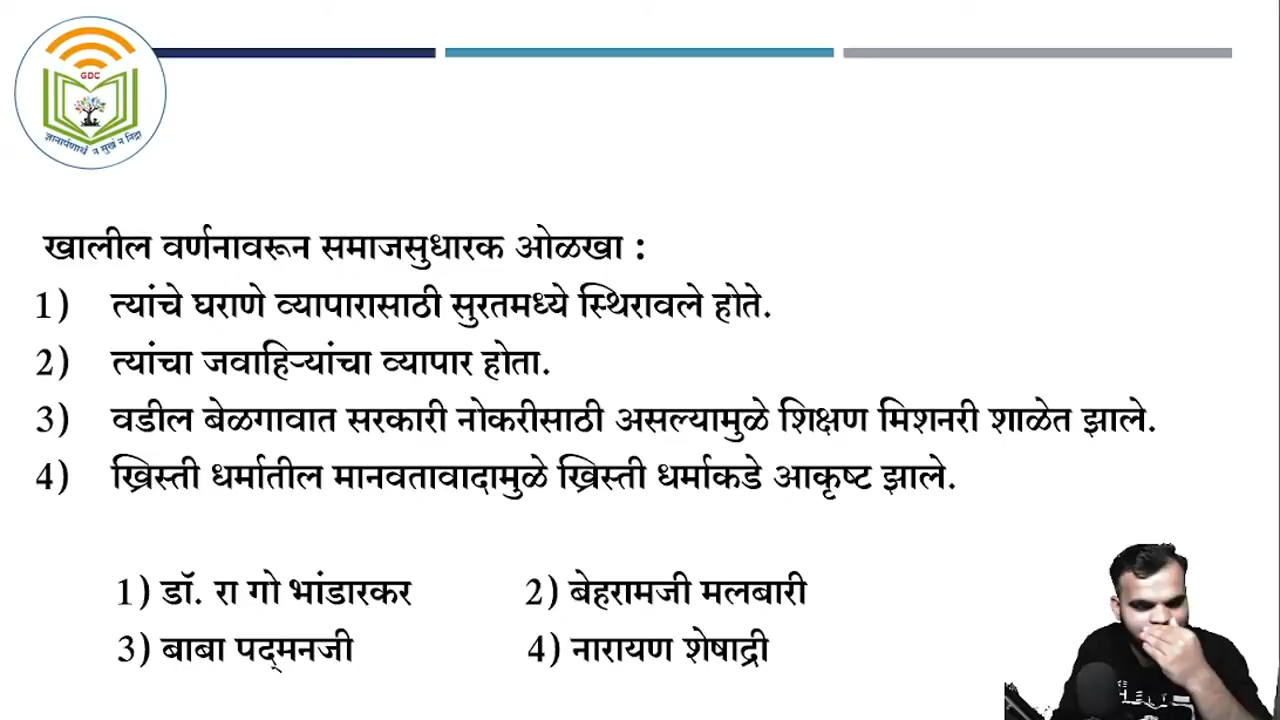 GDC
ज्ञानार्पणार्थं न सुखं न निद्रा
खालील वर्णनावरून समाजसुधारक ओळखा :
1) त्यांचे घराणे व्यापारासाठी सुरतमध्ये स्थिरावले होते.
2) त्यांचा जवाहिऱ्यांचा व्यापार होता.
3) वडील बेळगावात सरकारी नोकरीसाठी असल्यामुळे शिक्षण मिशनरी शाळेत झाले.
4) ख्रिस्ती धर्मातील मानवतावादामुळे ख्रिस्ती धर्माकडे आकृष्ट झाले.
1) डॉ. रा गो भांडारकर 2) बेहरामजी मलबारी
3) बाबा पद्‌मनजी 4) नारायण शेषाद्री